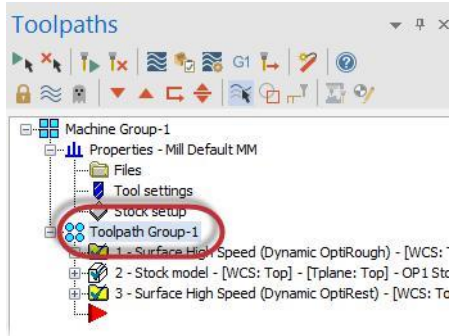 Toolpaths
G1
Machine Group-1
Properties - Mill Default MM
Files
Tool settings
Stock setup
Toolpath Group-1
1 - Surface High Speed (Dynamic OptiRough) - [WCS: T
2 - Stock model - [WCS: Top] - [Tplane: Top] - OP1 Sto
3 - Surface High Speed (Dynamic OptiRest) - [WCS: To